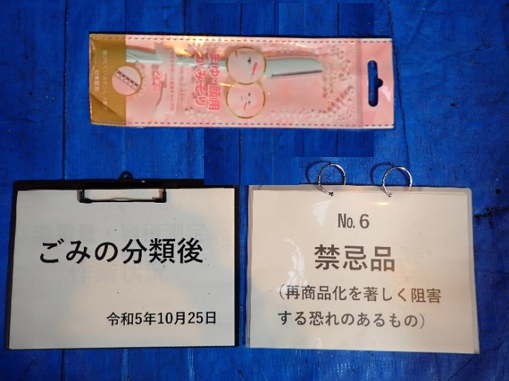 ごみの分類後
令和5年10月25日
No.6
禁忌品
(再商品化を著しく阻害
する恐れのあるもの)